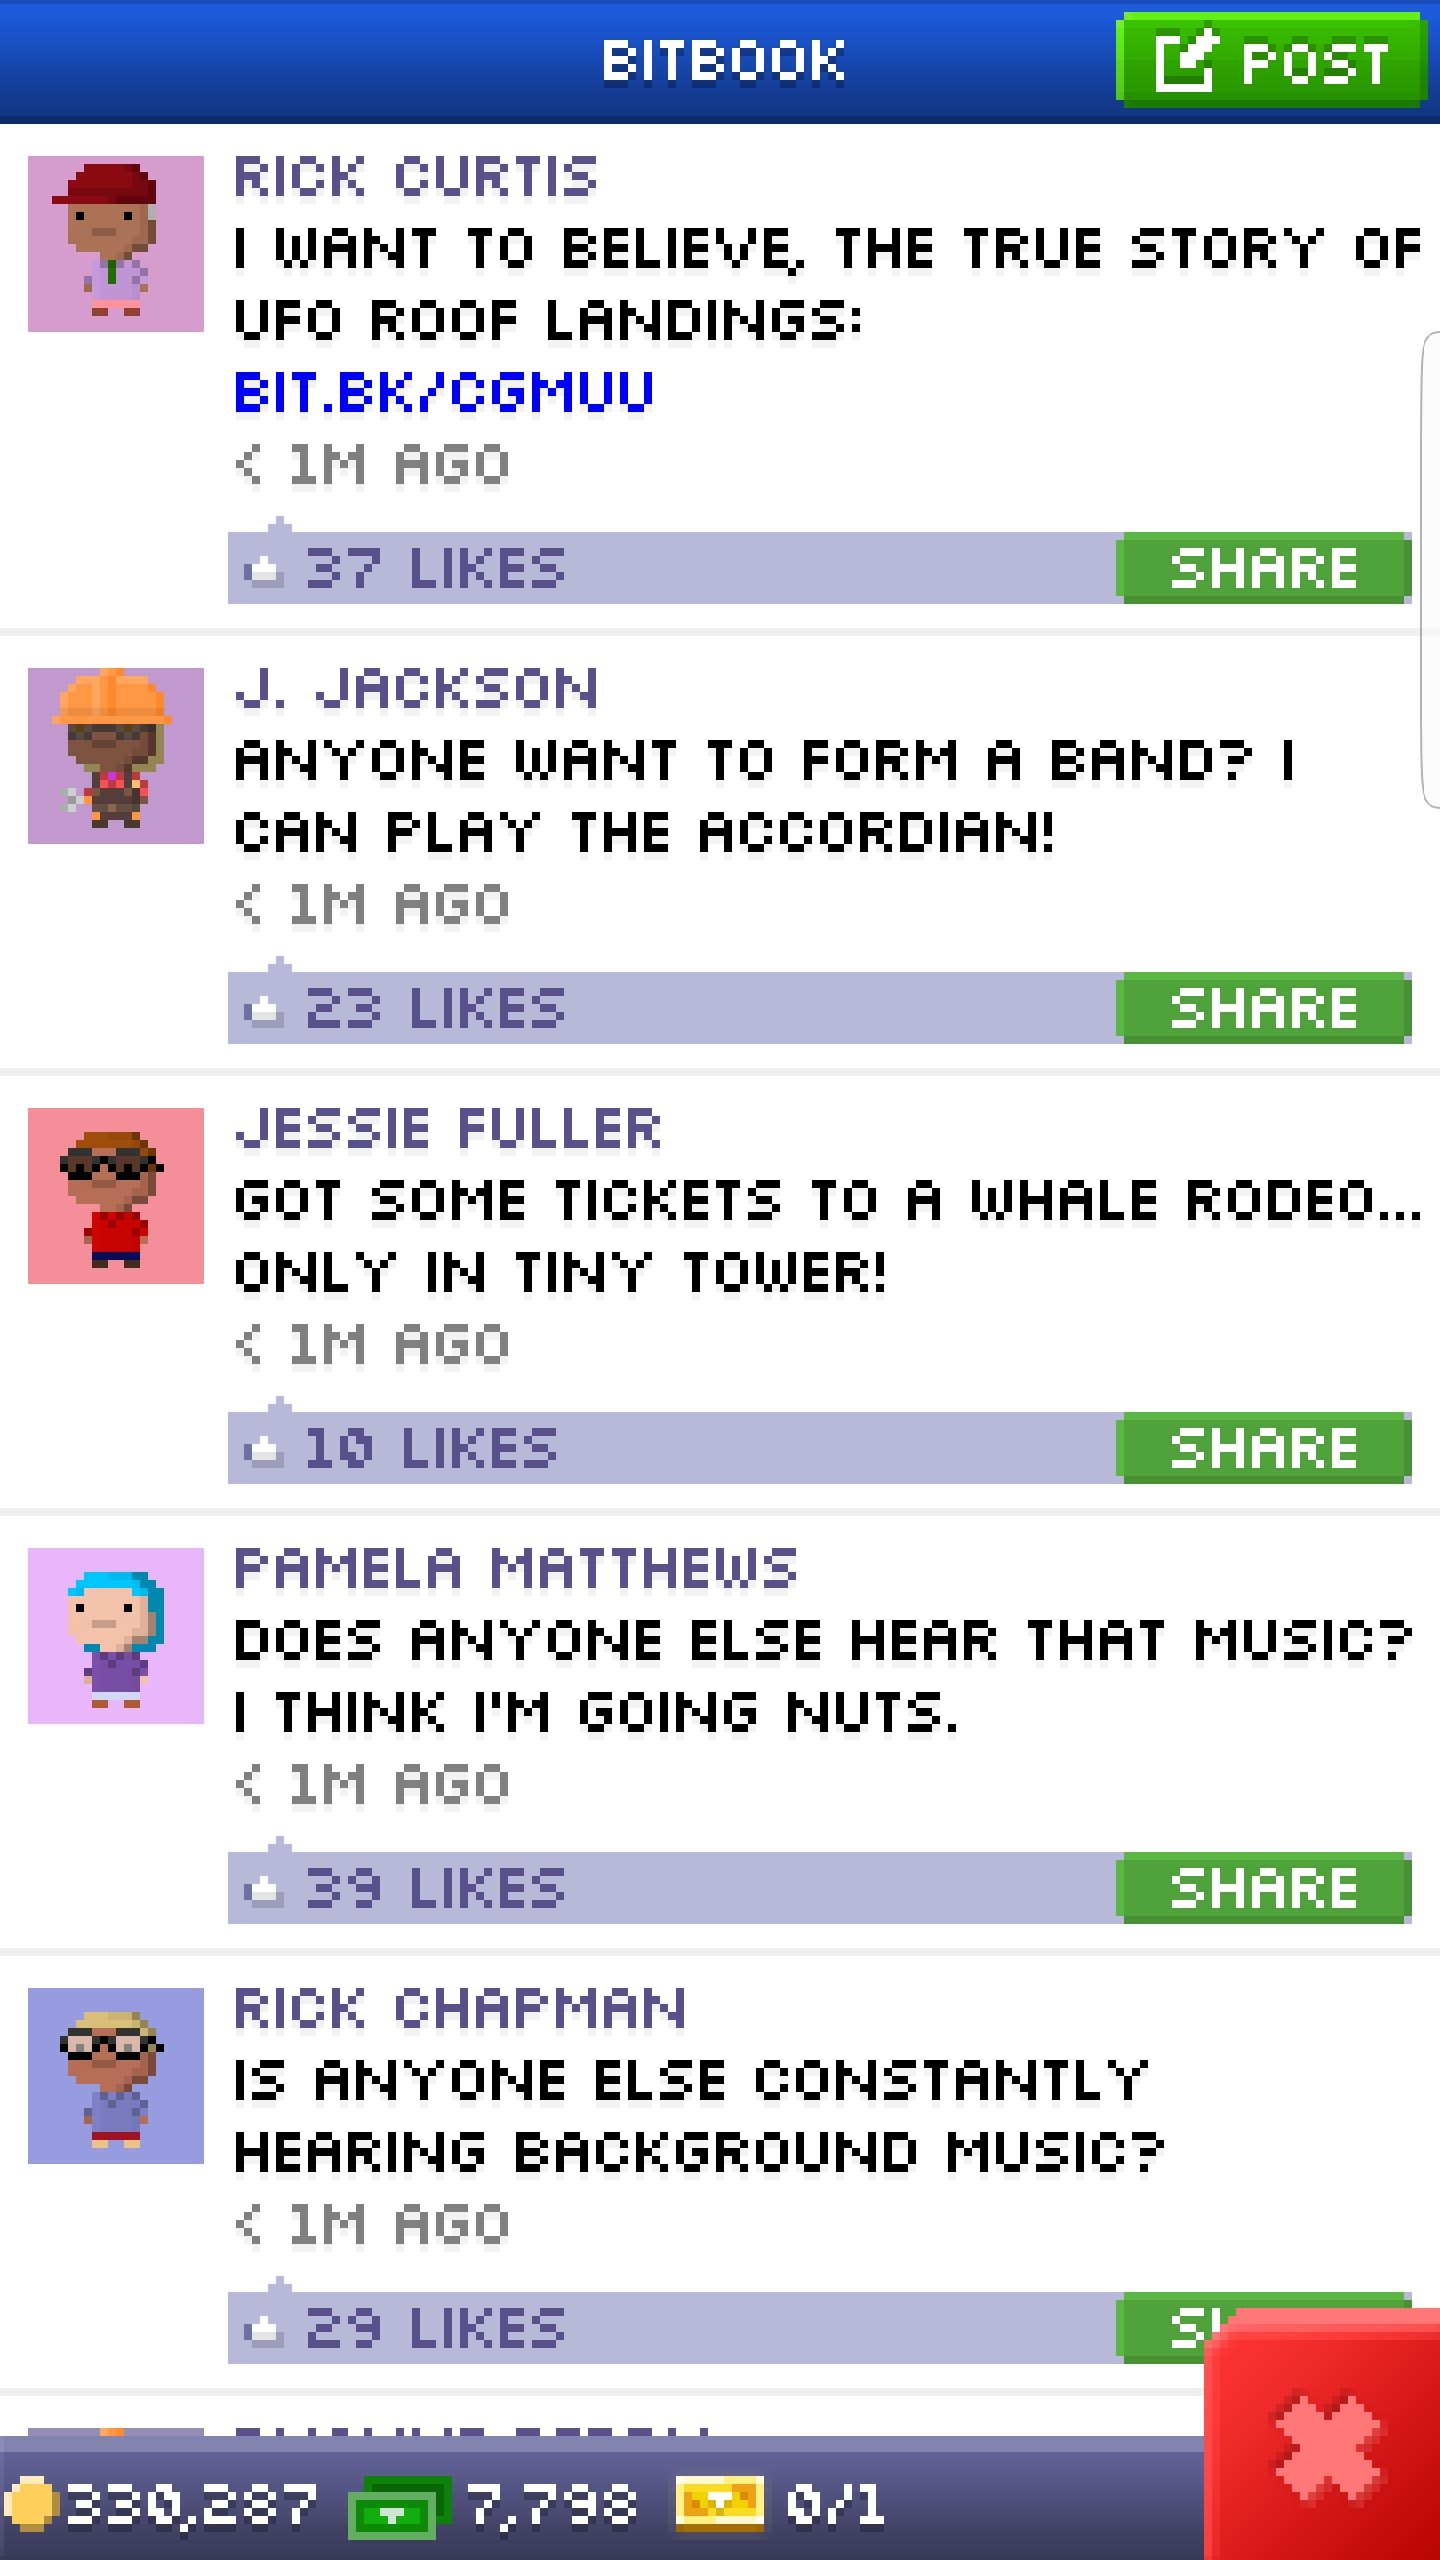 BITBOOK
POST
RICK CURTIS
I WANT TO BELIEVE, THE TRUE STORY OF
UFO ROOF LANDINGS:
BIT.BK/CGMUU
< 1M AGO
37 LIKES
SHARE
J. JACKSON
ANYONE WANT TO FORM A BAND? I
CAN PLAY THE ACCORDIAN!
< 1M AGO
23 LIKES
SHARE
JESSIE FULLER
GOT SOME TICKETS TO A WHALE RODEO...
ONLY IN TINY TOWER!
< 1M AGO
10 LIKES
SHARE
PAMELA MATTHEWS
DOES ANYONE ELSE HEAR THAT MUSIC?
I THINK I'M GOING NUTS.
< 1M AGO
39 LIKES
SHARE
RICK CHAPMAN
IS ANYONE ELSE CONSTANTLY
HEARING BACKGROUND MUSIC?
< 1M AGO
29 LIKES
330,287
7,798
0/1